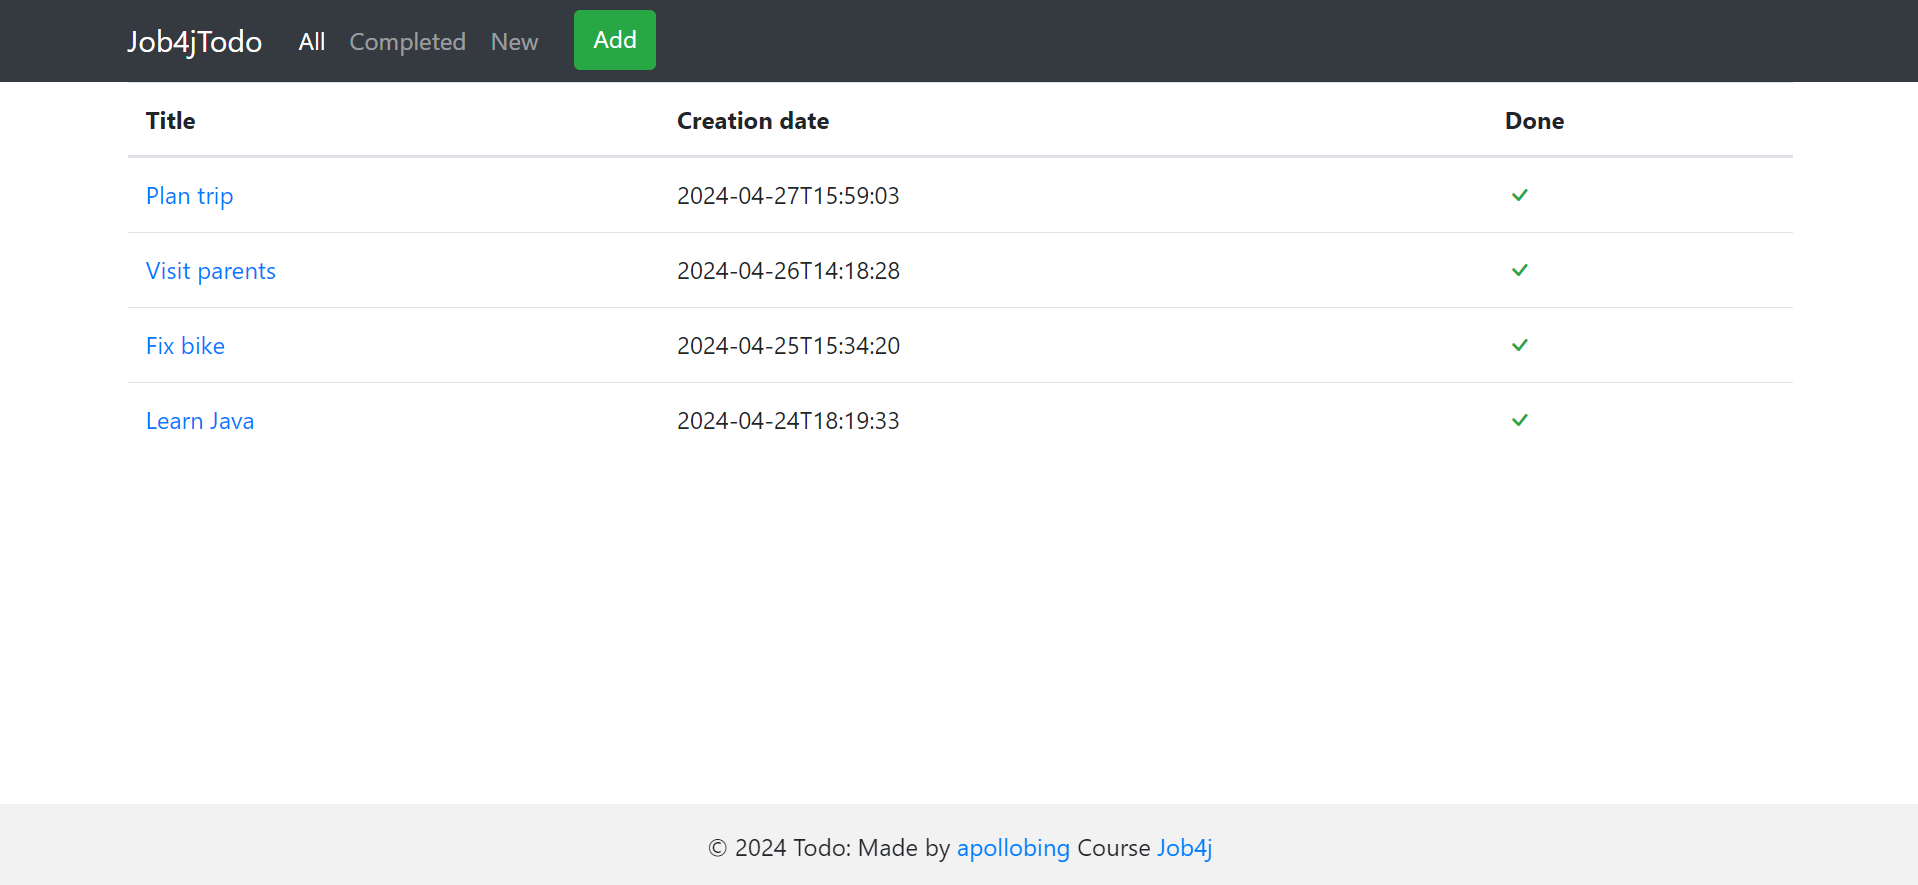 Job4jTodo All Completed New Add
Title Creation date Done
Plan trip 2024-04-27T15:59:03
Visit parents 2024-04-26T14:18:28
Fix bike 2024-04-25T15:34:20
Learn Java 2024-04-24T18:19:33
© 2024 Todo: Made by apollobing Course Job4j